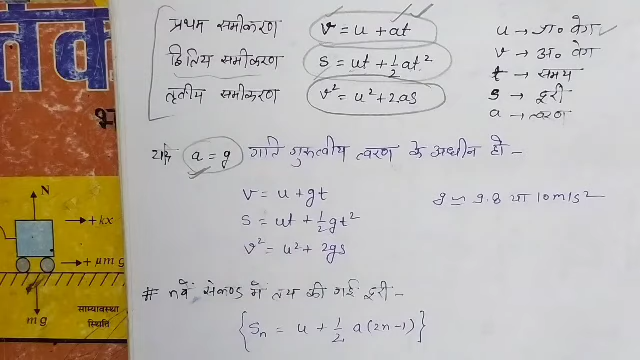 प्रथम समीकरण v = u + at
द्वितिय समीकरण s = ut + 1/2 at²
तृतीय समीकरण v² = u² + 2as
u → प्रा० वेग
v → अ० वेग
t → समय
s → दूरी
a → त्वरण
यदि a = g गति गुरुत्वीय त्वरण के अधीन हो -
v = u + gt
s = ut + 1/2 gt²
v² = u² + 2gs
g ≃ 9.8 या 10 m/s²
# nवें सेकण्ड में तय की गई दूरी -
{Sn = u + 1/2 a(2n-1)}
N
+kx
+μmg
mg
साम्यावस्था
स्थिति